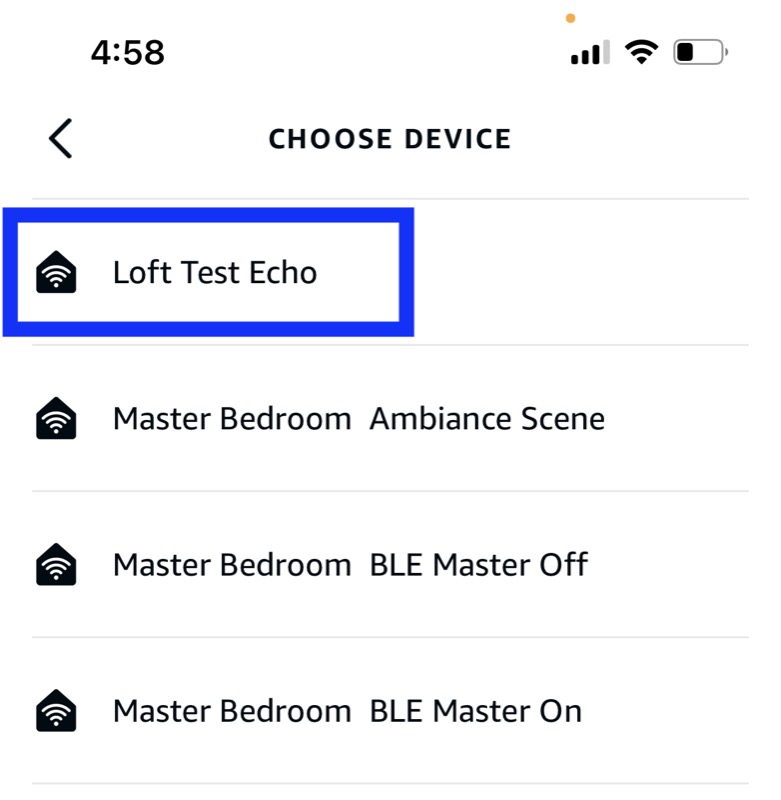 4:58
CHOOSE DEVICE
Loft Test Echo
Master Bedroom  Ambiance Scene
Master Bedroom  BLE Master Off
Master Bedroom  BLE Master On